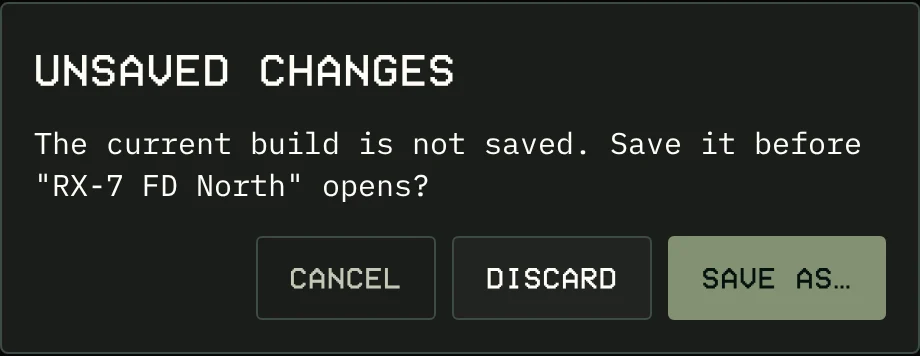 UNSAVED CHANGES
The current build is not saved. Save it before
"RX-7 FD North" opens?
CANCEL DISCARD SAVE AS…